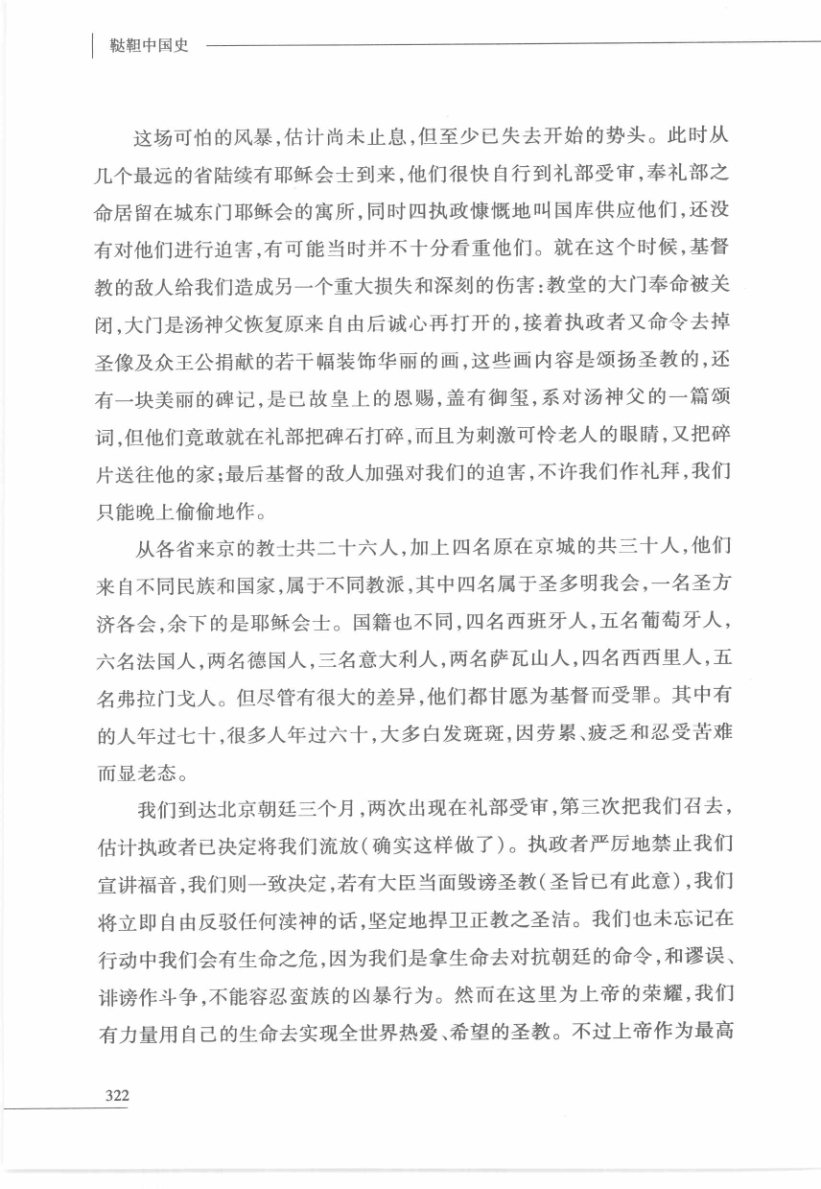 鞑靼中国史
这场可怕的风暴,估计尚未止息,但至少已失去开始的势头。此时从
几个最远的省陆续有耶稣会士到来,他们很快自行到礼部受审,奉礼部之
命居留在城东门耶稣会的寓所,同时四执政慷慨地叫国库供应他们,还没
有对他们进行迫害,有可能当时并不十分看重他们。就在这个时候,基督
教的敌人给我们造成另一个重大损失和深刻的伤害:教堂的大门奉命被关
闭,大门是汤神父恢复原来自由后诚心再打开的,接着执政者又命令去掉
圣像及众王公捐献的若干幅装饰华丽的画,这些画内容是颂扬圣教的,还
有一块美丽的碑记,是已故皇上的恩赐,盖有御玺,系对汤神父的一篇颂
词,但他们竟敢就在礼部把碑石打碎,而且为刺激可怜老人的眼睛,又把碎
片送往他的家;最后基督的敌人加强对我们的迫害,不许我们作礼拜,我们
只能晚上偷偷地作。
从各省来京的教士共二十六人,加上四名原在京城的共三十人,他们
来自不同民族和国家,属于不同教派,其中四名属于圣多明我会,一名圣方
济各会,余下的是耶稣会士。国籍也不同,四名西班牙人,五名葡萄牙人,
六名法国人,两名德国人,三名意大利人,两名萨瓦山人,四名西西里人,五
名弗拉门戈人。但尽管有很大的差异,他们都甘愿为基督而受罪。其中有
的人年过七十,很多人年过六十,大多白发斑斑,因劳累、疲乏和忍受苦难
而显老态。
我们到达北京朝廷三个月,两次出现在礼部受审,第三次把我们召去,
估计执政者已决定将我们流放(确实这样做了)。执政者严厉地禁止我们
宣讲福音,我们则一致决定,若有大臣当面毁谤圣教(圣旨已有此意),我们
将立即自由反驳任何渎神的话,坚定地捍卫正教之圣洁。我们也未忘记在
行动中我们会有生命之危,因为我们是拿生命去对抗朝廷的命令,和谬误、
诽谤作斗争,不能容忍蛮族的凶暴行为。然而在这里为上帝的荣耀,我们
有力量用自己的生命去实现全世界热爱、希望的圣教。不过上帝作为最高
322